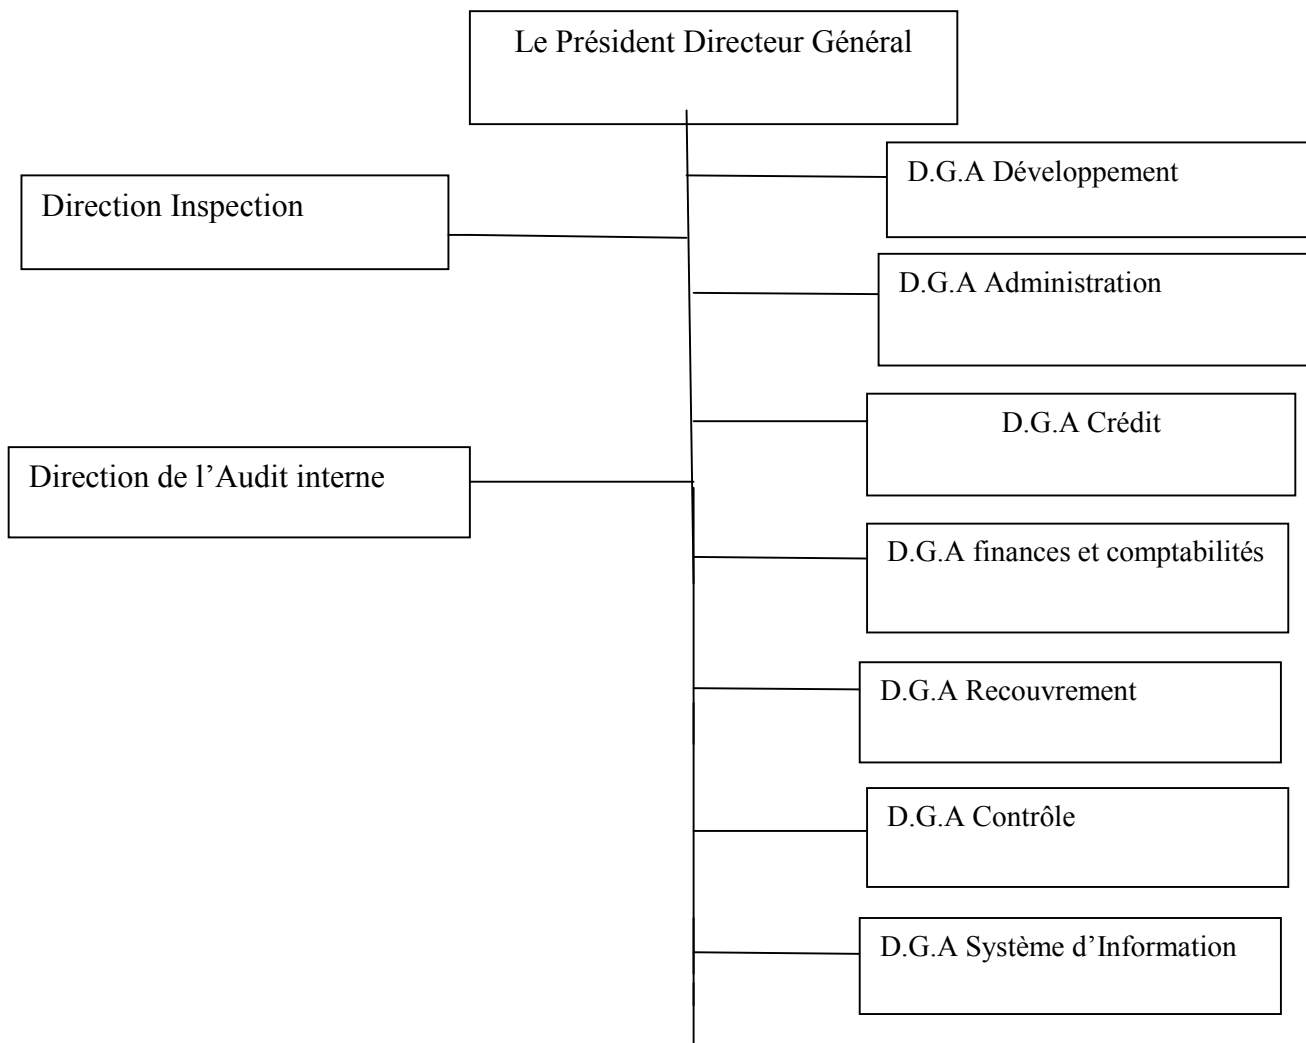 Le Président Directeur Général
D.G.A Développement
Direction Inspection
D.G.A Administration
D.G.A Crédit
Direction de l’Audit interne
D.G.A finances et comptabilités
D.G.A Recouvrement
D.G.A Contrôle
D.G.A Système d’Information